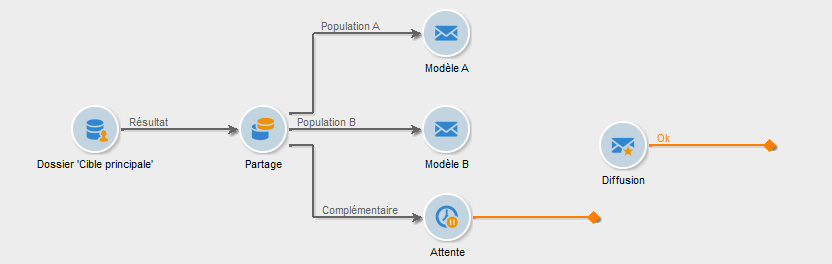 Population A
Modèle A
Résultat
Population B
Dossier 'Cible principale'
Partage
Modèle B
Ok
Diffusion
Complémentaire
Attente